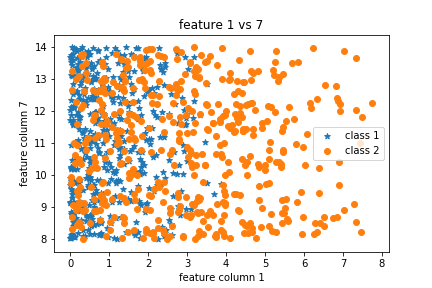 feature 1 vs 7
14
13
12
11
10
9
8
feature column 7
class 1
class 2
0 1 2 3 4 5 6 7 8
feature column 1